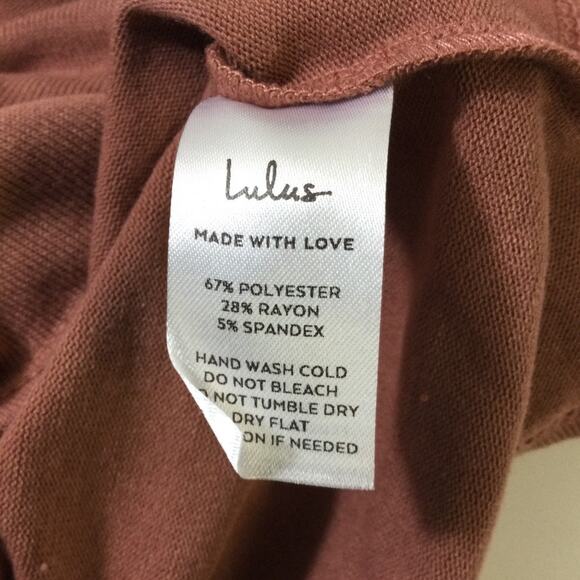 Lulus
MADE WITH LOVE
67% POLYESTER
28% RAYON
5% SPANDEX
HAND WASH COLD
DO NOT BLEACH
NOT TUMBLE DRY
DRY FLAT
IF NEEDED